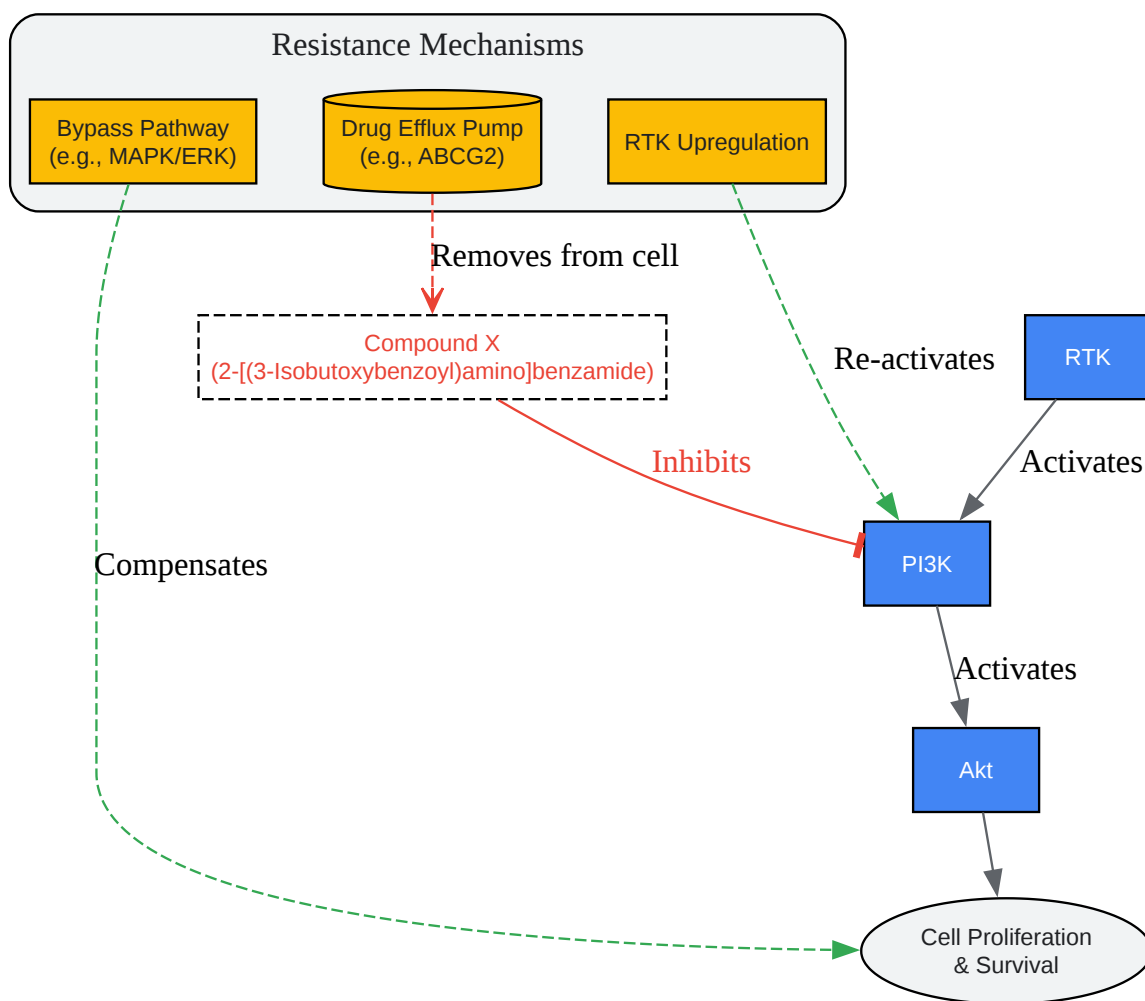 Resistance Mechanisms
Bypass Pathway
(e.g., MAPK/ERK)
Drug Efflux Pump
(e.g., ABCG2)
RTK Upregulation
Removes from cell
Compound X
(2-[(3-Isobutoxybenzoyl)amino]benzamide)
Re-activates
RTK
Inhibits
Activates
Compensates
PI3K
Activates
Akt
Cell Proliferation
& Survival